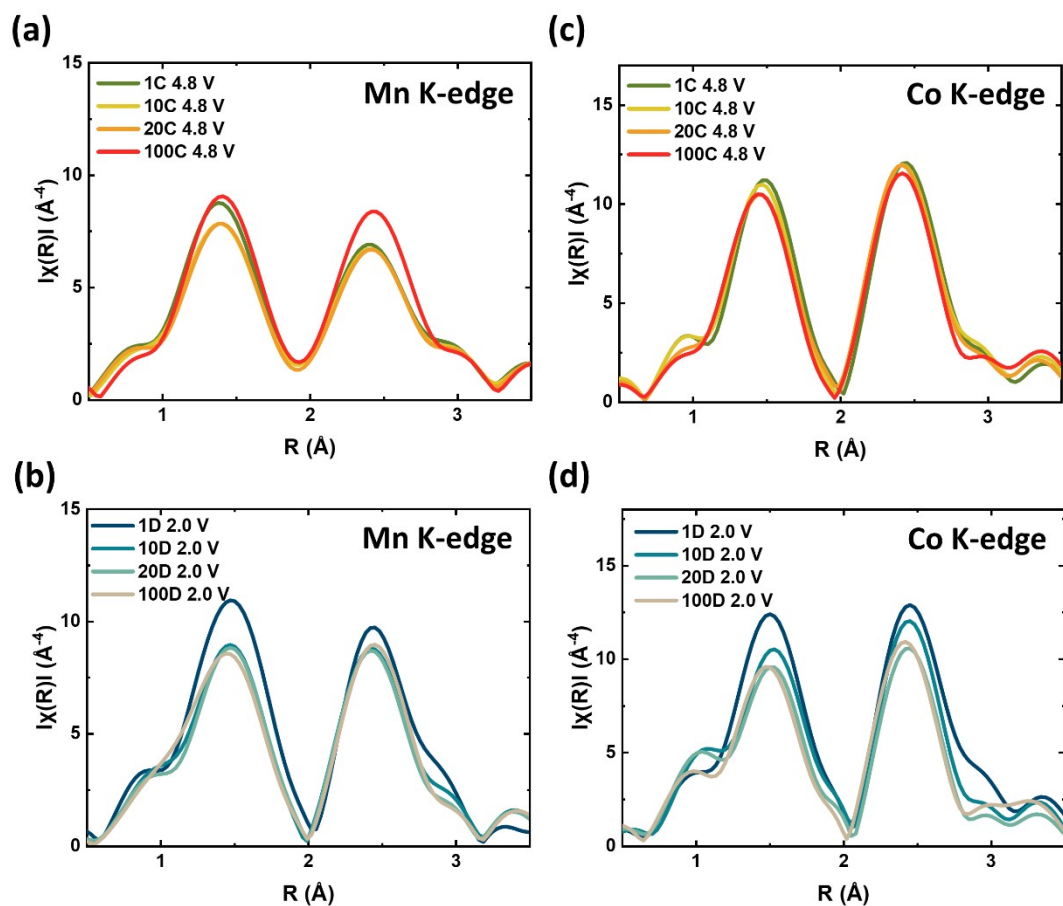 (a)
15
10
5
0
1C 4.8 V
10C 4.8 V
20C 4.8 V
100C 4.8 V
Mn K-edge
Iχ(R)I (Å⁻⁴)
1
2
3
R (Å)
(c)
15
10
5
0
1C 4.8 V
10C 4.8 V
20C 4.8 V
100C 4.8 V
Co K-edge
Iχ(R)I (Å⁻⁴)
1
2
3
R (Å)
(b)
15
10
5
0
1D 2.0 V
10D 2.0 V
20D 2.0 V
100D 2.0 V
Mn K-edge
Iχ(R)I (Å⁻⁴)
1
2
3
R (Å)
(d)
15
10
5
0
1D 2.0 V
10D 2.0 V
20D 2.0 V
100D 2.0 V
Co K-edge
Iχ(R)I (Å⁻⁴)
1
2
3
R (Å)